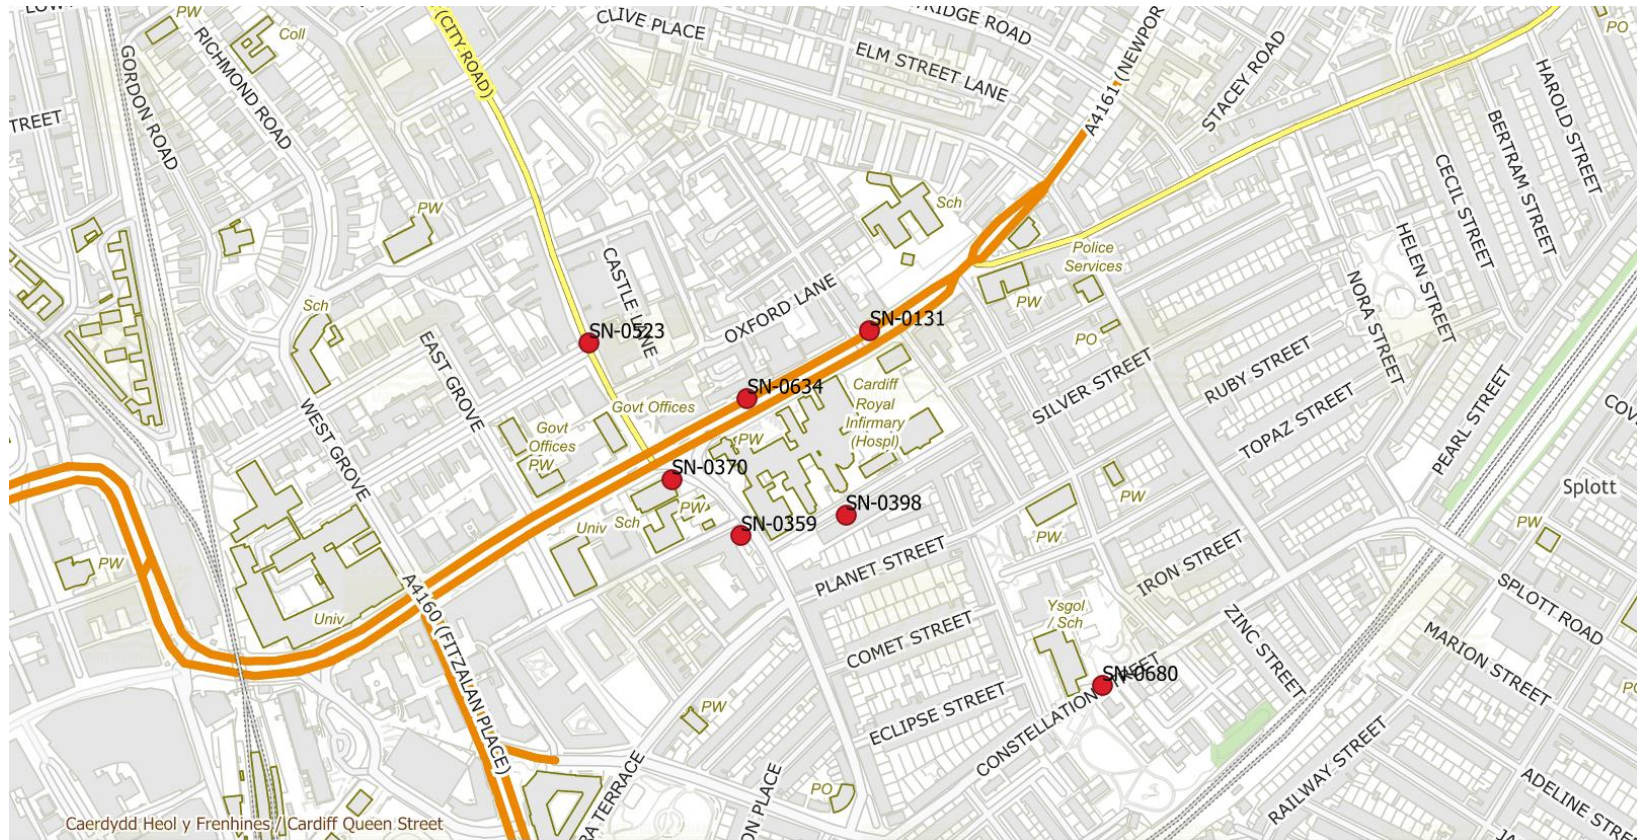 CLIVE PLACE
ELM STREET LANE
A4161 (NEWPOR
STACEY ROAD
PO
HAROLD STREET
BERTRAM STREET
CECIL STREET
(CITY ROAD)
Coll
PW
RICHMOND ROAD
GORDON ROAD
TREET
PW
Sch
Police
Services
HELEN STREET
NORA STREET
CASTLE LANE
OXFORD LANE
PW
Sch
SN-0523
SN-0131
PO
EAST GROVE
SN-0634
Cardiff
Royal
Infirmary
(Hospl)
SILVER STREET
RUBY STREET
TOPAZ STREET
PEARL STREET
Govt Offices
Govt
Offices
PW
PW
WEST GROVE
SN-0370
Splott
PW
SN-0398
PW
PW
PW
Univ
Sch
SN-0359
PLANET STREET
IRON STREET
PW
A4160 (FITZALAN PLACE)
Univ
Ysgol
/ Sch
COMET STREET
ZINC STREET
SPLOTT ROAD
MARION STREET
SN-0680
ECLIPSE STREET
CONSTELLATION STREET
PW
RAILWAY STREET
ADELINE STRE
RA TERRACE
ON PLACE
PO
Caerdydd Heol y Frenhines / Cardiff Queen Street